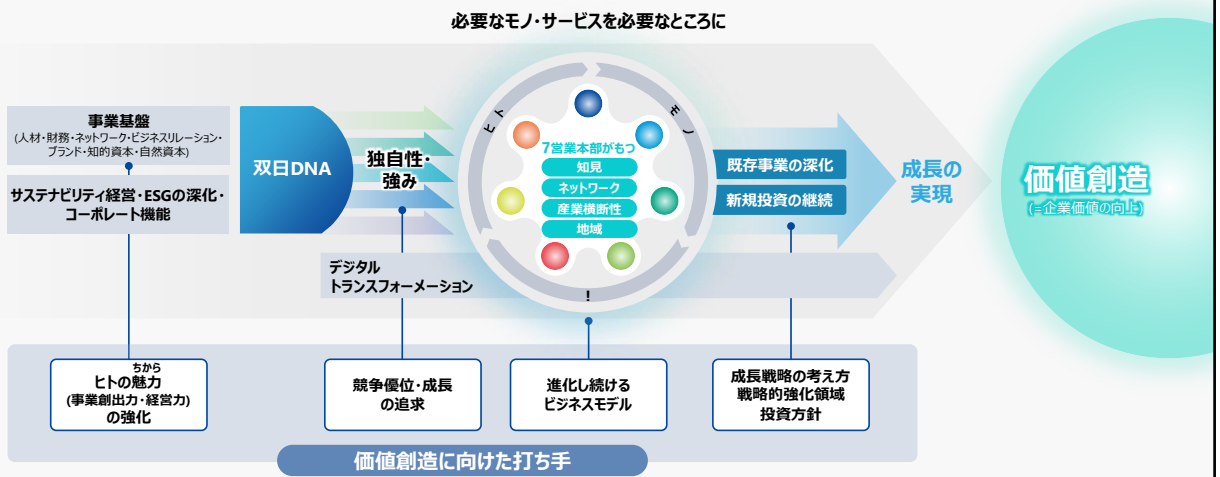 必要なモノ・サービスを必要なところに
事業基盤
(人材・財務・ネットワーク・ビジネスリレーション・
ブランド・知的資本・自然資本)
サステナビリティ経営・ESGの深化・
コーポレート機能
双日DNA
独自性・
強み
デジタル
トランスフォーメーション
ヒト
モノ
!
7営業本部がもつ
知見
ネットワーク
産業横断性
地域
既存事業の深化
新規投資の継続
成長の
実現
価値創造
(=企業価値の向上)
ちから
ヒトの魅力
(事業創出力・経営力)
の強化
競争優位・成長
の追求
進化し続ける
ビジネスモデル
成長戦略の考え方
戦略的強化領域
投資方針
価値創造に向けた打ち手